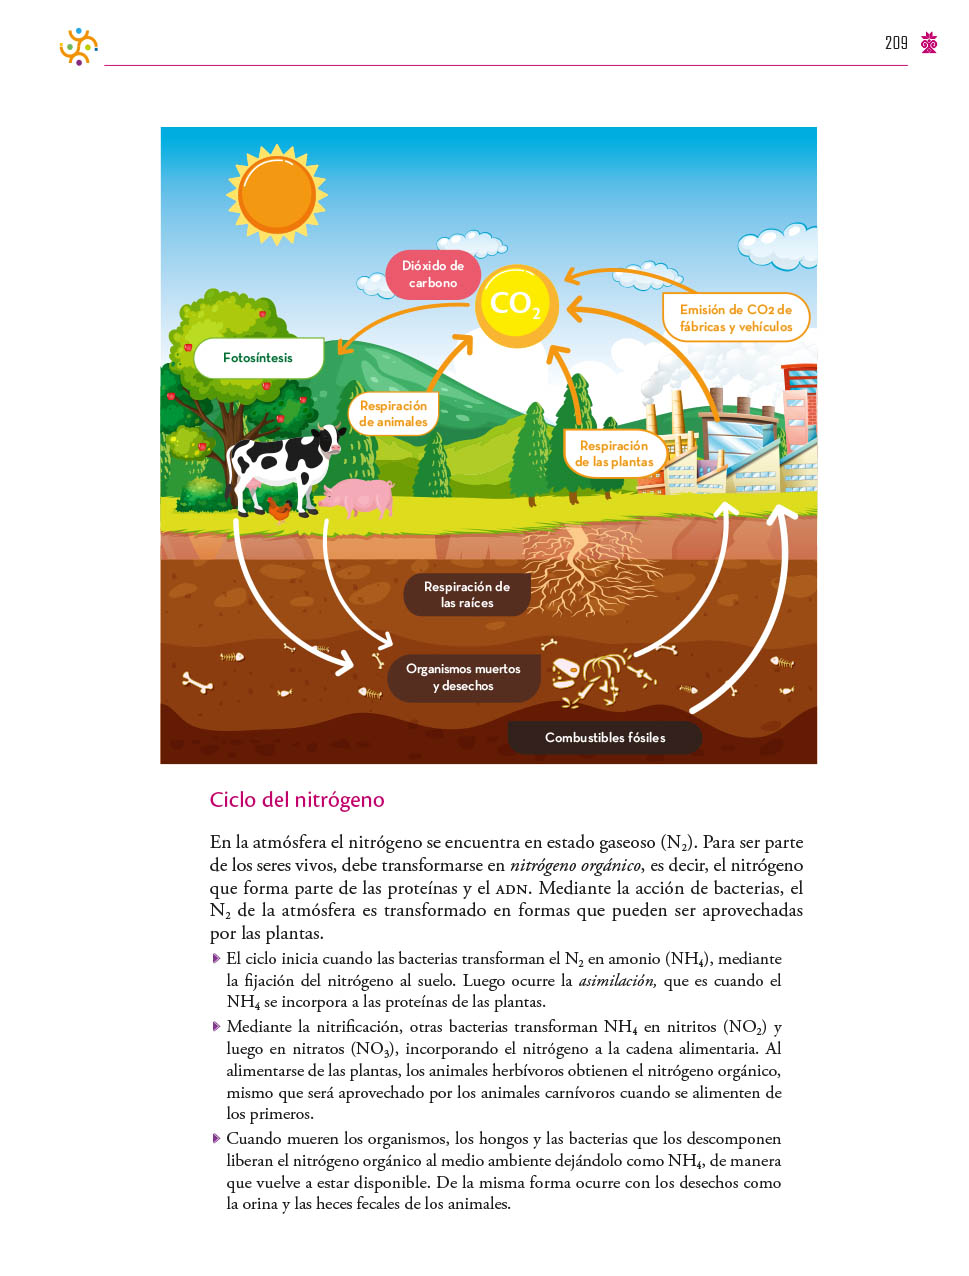 209
Dióxido de
carbono
CO₂
Emisión de CO2 de
fábricas y vehículos
Fotosíntesis
Respiración
de animales
Respiración
de las plantas
Respiración de
las raíces
Organismos muertos
y desechos
Combustibles fósiles
Ciclo del nitrógeno
En la atmósfera el nitrógeno se encuentra en estado gaseoso (N₂). Para ser parte
de los seres vivos, debe transformarse en nitrógeno orgánico, es decir, el nitrógeno
que forma parte de las proteínas y el ADN. Mediante la acción de bacterias, el
N₂ de la atmósfera es transformado en formas que pueden ser aprovechadas
por las plantas.
El ciclo inicia cuando las bacterias transforman el N₂ en amonio (NH₄), mediante
la fijación del nitrógeno al suelo. Luego ocurre la asimilación, que es cuando el
NH₄ se incorpora a las proteínas de las plantas.
Mediante la nitrificación, otras bacterias transforman NH₄ en nitritos (NO₂) y
luego en nitratos (NO₃), incorporando el nitrógeno a la cadena alimentaria. Al
alimentarse de las plantas, los animales herbívoros obtienen el nitrógeno orgánico,
mismo que será aprovechado por los animales carnívoros cuando se alimenten de
los primeros.
Cuando mueren los organismos, los hongos y las bacterias que los descomponen
liberan el nitrógeno orgánico al medio ambiente dejándolo como NH₄, de manera
que vuelve a estar disponible. De la misma forma ocurre con los desechos como
la orina y las heces fecales de los animales.